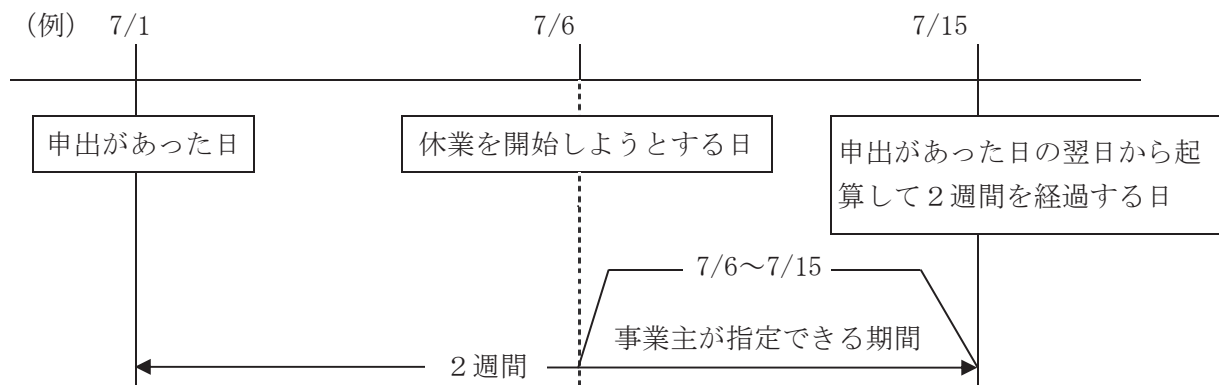 (例) 7/1 7/6 7/15
申出があった日
休業を開始しようとする日
申出があった日の翌日から起
算して２週間を経過する日
7/6～7/15
事業主が指定できる期間
２週間